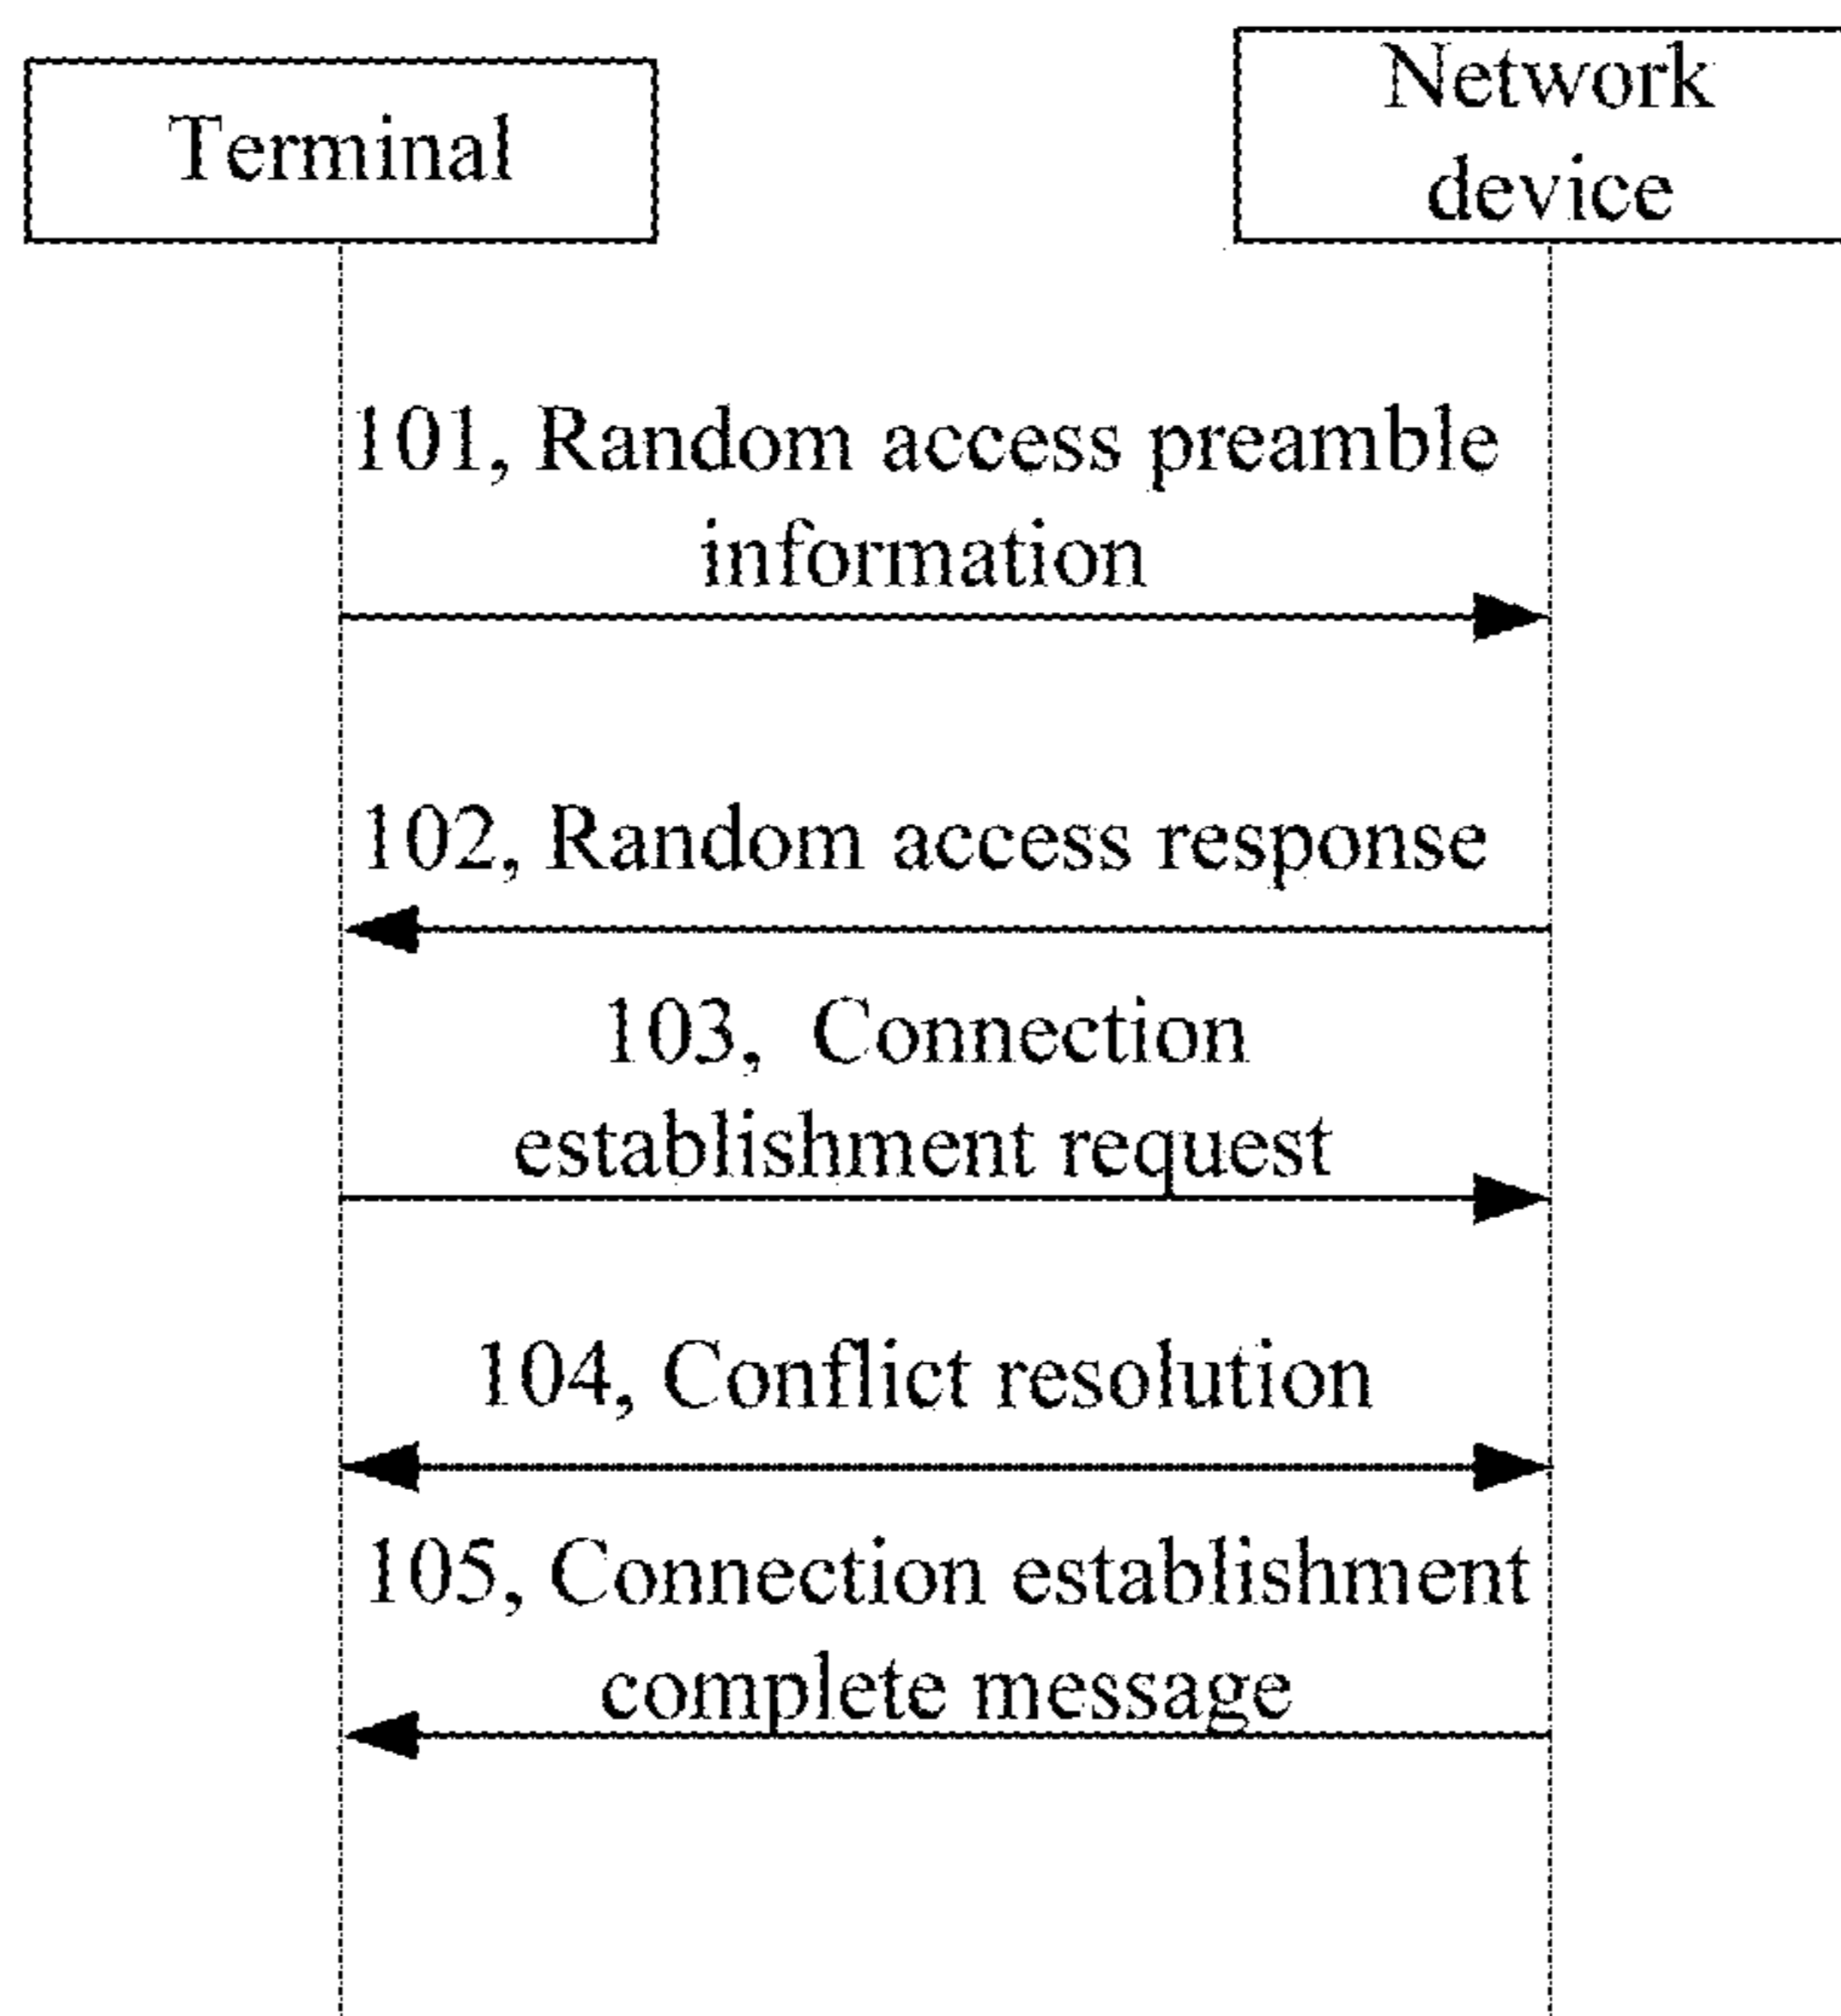 Terminal
Network
device
101, Random access preamble
information
102, Random access response
103, Connection
establishment request
104, Conflict resolution
105, Connection establishment
complete message